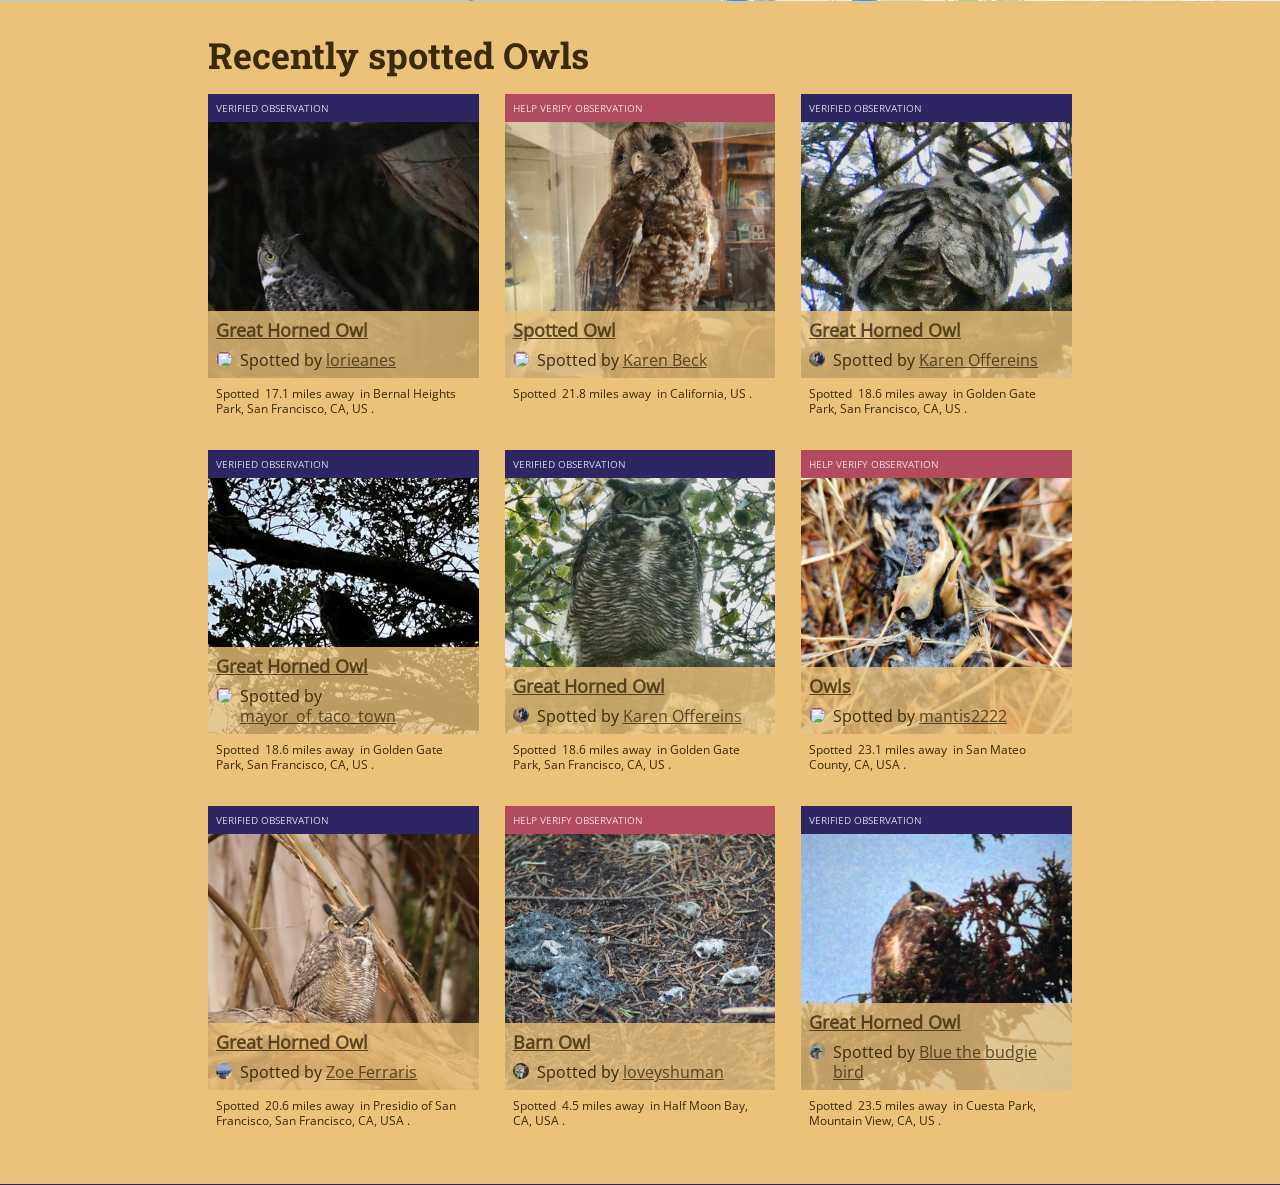 Recently spotted Owls
VERIFIED OBSERVATION
Great Horned Owl
Spotted by lorieanes
Spotted 17.1 miles away in Bernal Heights
Park, San Francisco, CA, US .
HELP VERIFY OBSERVATION
Spotted Owl
Spotted by Karen Beck
Spotted 21.8 miles away in California, US .
VERIFIED OBSERVATION
Great Horned Owl
Spotted by Karen Offereins
Spotted 18.6 miles away in Golden Gate
Park, San Francisco, CA, US .
VERIFIED OBSERVATION
Great Horned Owl
Spotted by
mayor_of_taco_town
Spotted 18.6 miles away in Golden Gate
Park, San Francisco, CA, US .
VERIFIED OBSERVATION
Great Horned Owl
Spotted by Karen Offereins
Spotted 18.6 miles away in Golden Gate
Park, San Francisco, CA, US .
HELP VERIFY OBSERVATION
Owls
Spotted by mantis2222
Spotted 23.1 miles away in San Mateo
County, CA, USA .
VERIFIED OBSERVATION
Great Horned Owl
Spotted by Zoe Ferraris
Spotted 20.6 miles away in Presidio of San
Francisco, San Francisco, CA, USA .
HELP VERIFY OBSERVATION
Barn Owl
Spotted by loveyshuman
Spotted 4.5 miles away in Half Moon Bay,
CA, USA .
VERIFIED OBSERVATION
Great Horned Owl
Spotted by Blue the budgie
bird
Spotted 23.5 miles away in Cuesta Park,
Mountain View, CA, US .